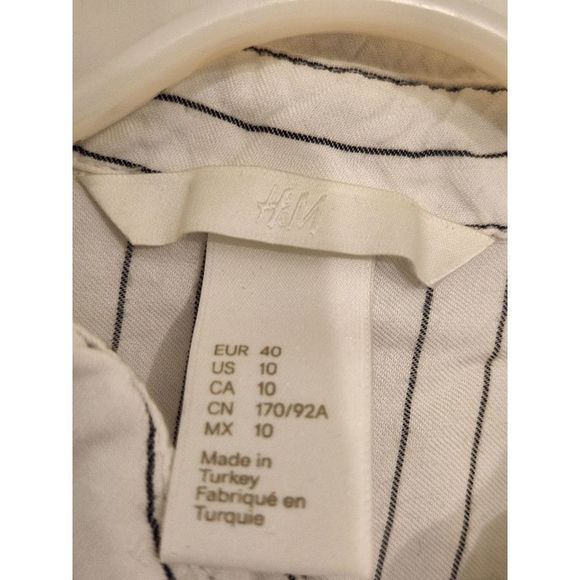 H&M
EUR 40
US 10
CA 10
CN 170/92A
MX 10
Made in
Turkey
Fabriqué en
Turquie